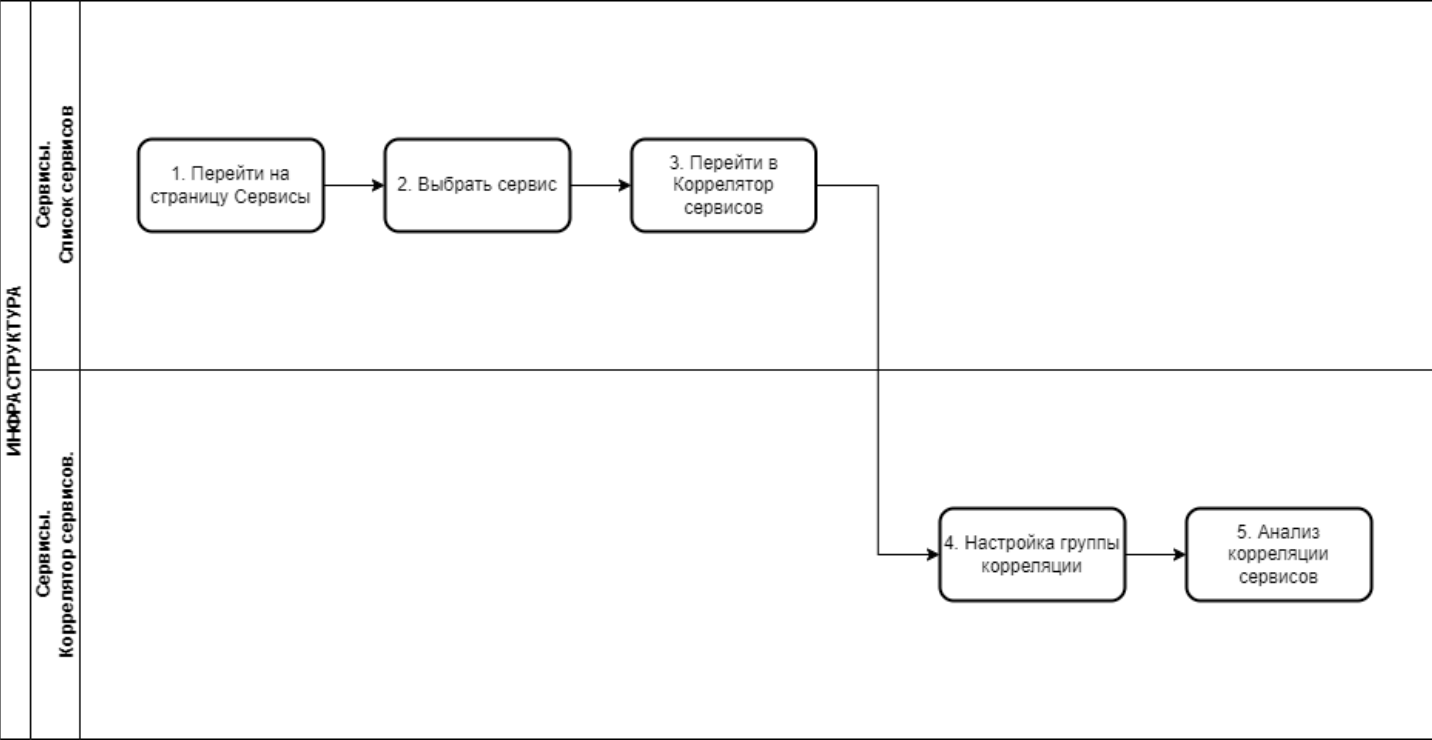 ИНФРАСТРУКТУРА
Сервисы.
Список сервисов
1. Перейти на
страницу Сервисы
2. Выбрать сервис
3. Перейти в
Коррелятор
сервисов
Сервисы.
Коррелятор сервисов.
4. Настройка группы
корреляции
5. Анализ
корреляции
сервисов